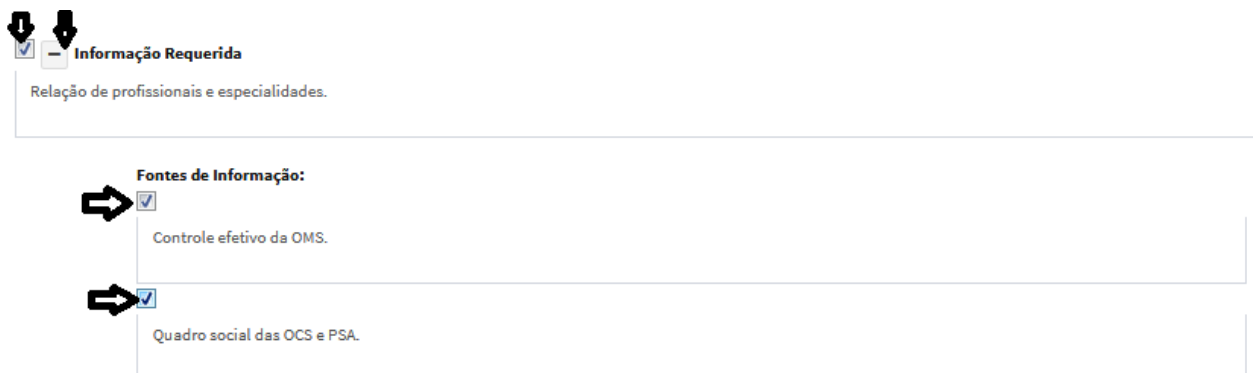 Informação Requerida
Relação de profissionais e especialidades.
Fontes de Informação:
Controle efetivo da OMS.
Quadro social das OCS e PSA.